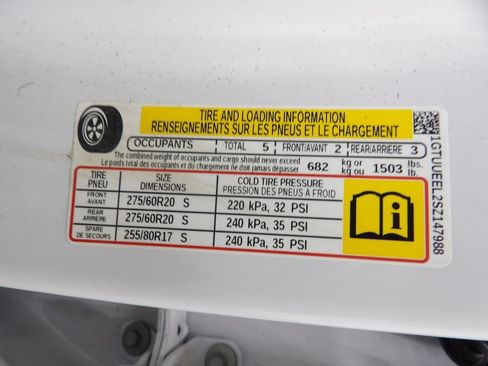 TIRE AND LOADING INFORMATION
RENSEIGNEMENTS SUR LES PNEUS ET LE CHARGEMENT
OCCUPANTS TOTAL 5 FRONT/AVANT 2 REAR/ARRIERE 3
The combined weight of occupants and cargo should never exceed 682 kg or 1503 lbs.
Le poids total des occupants et du chargement ne doit jamais dépasser kg ou lb.
TIRE SIZE COLD TIRE PRESSURE
PNEU DIMENSIONS PRESSION DES PNEUS A FROID
FRONT
AVANT 275/60R20 S 220 kPa, 32 PSI
REAR
ARRIERE 275/60R20 S 240 kPa, 35 PSI
SPARE
DE SECOURS 255/80R17 S 240 kPa, 35 PSI
1GTUUEEL2SZ147988